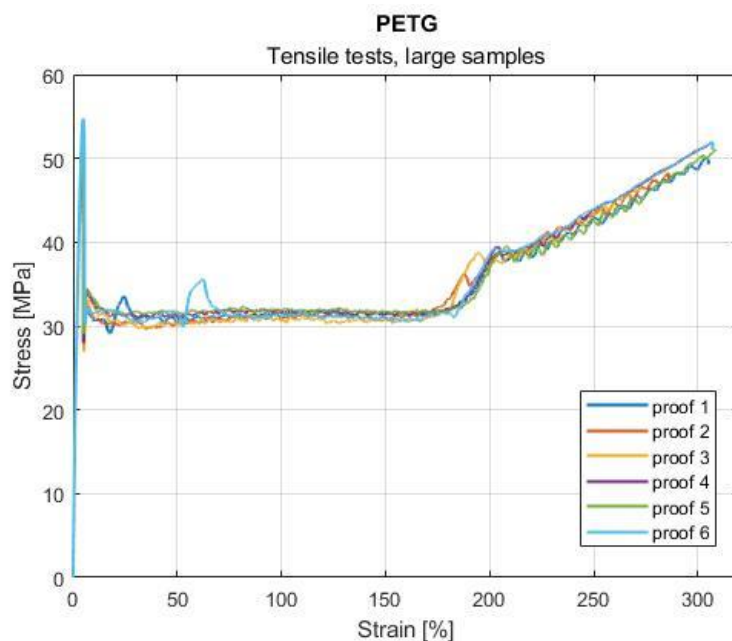 PETG
Tensile tests, large samples
60
50
40
30
20
10
0
Stress [MPa]
0 50 100 150 200 250 300
Strain [%]
proof 1
proof 2
proof 3
proof 4
proof 5
proof 6